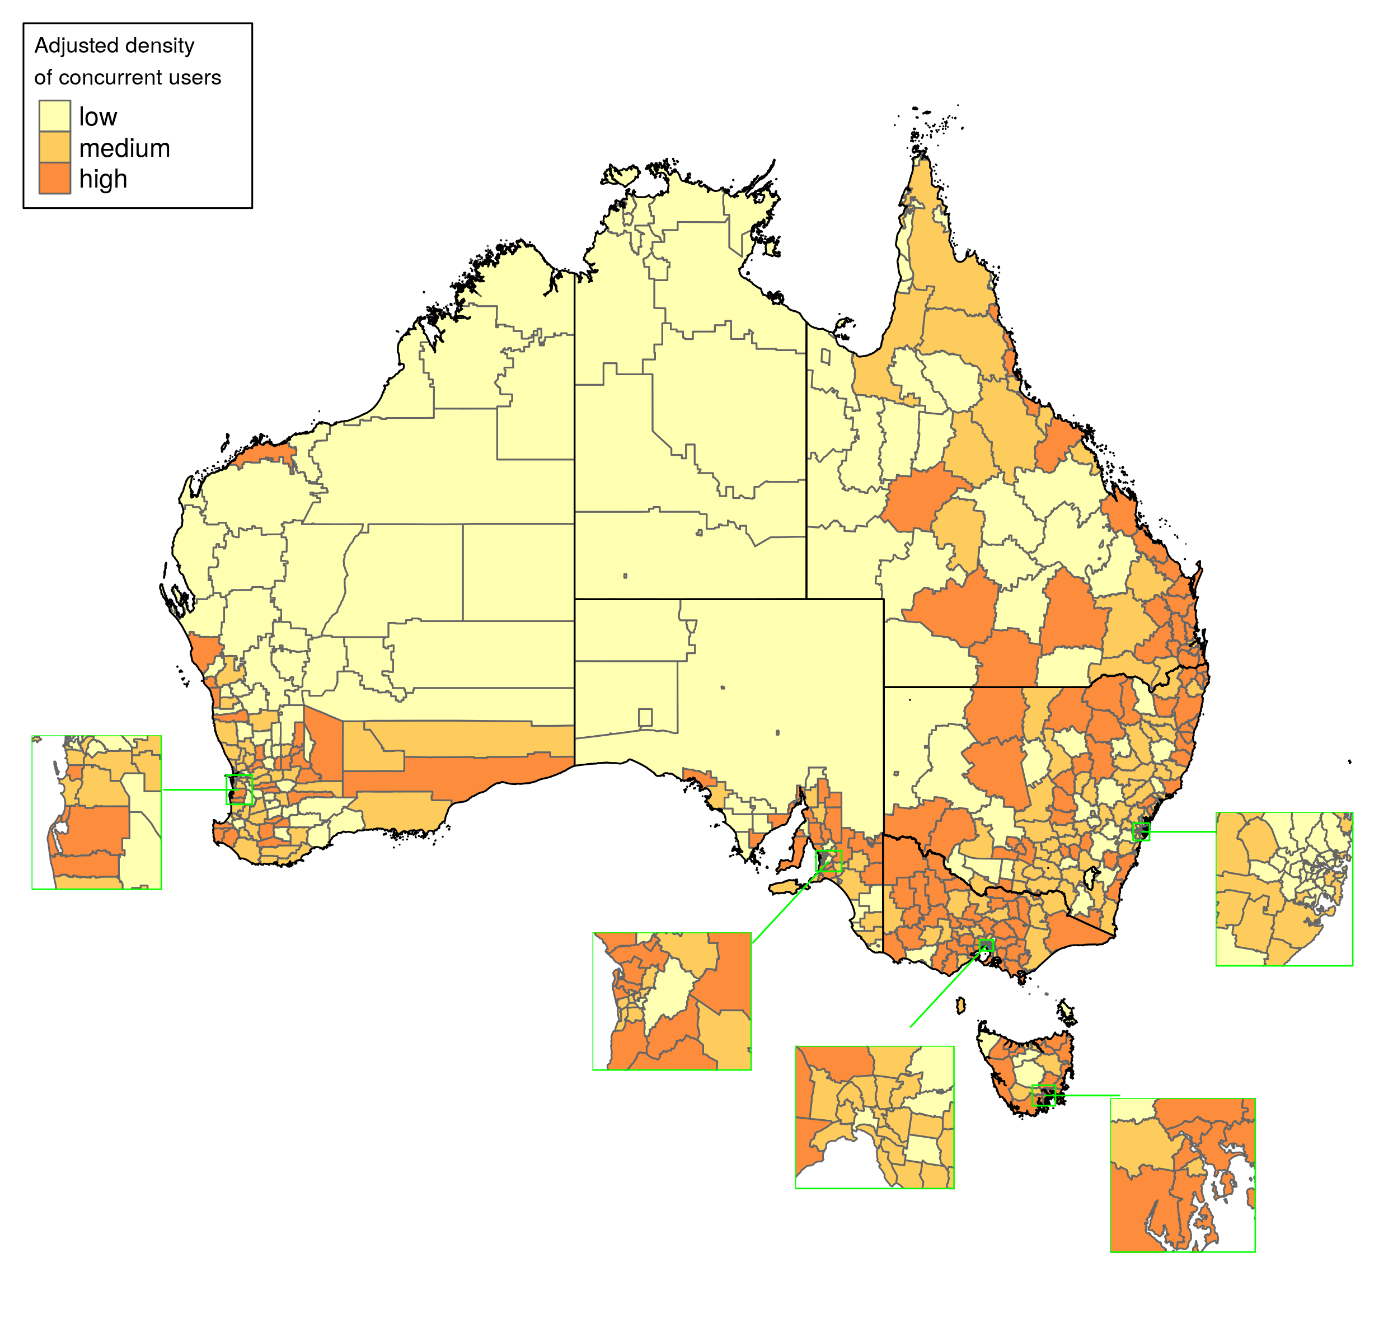 Adjusted density
of concurrent users
low
medium
high